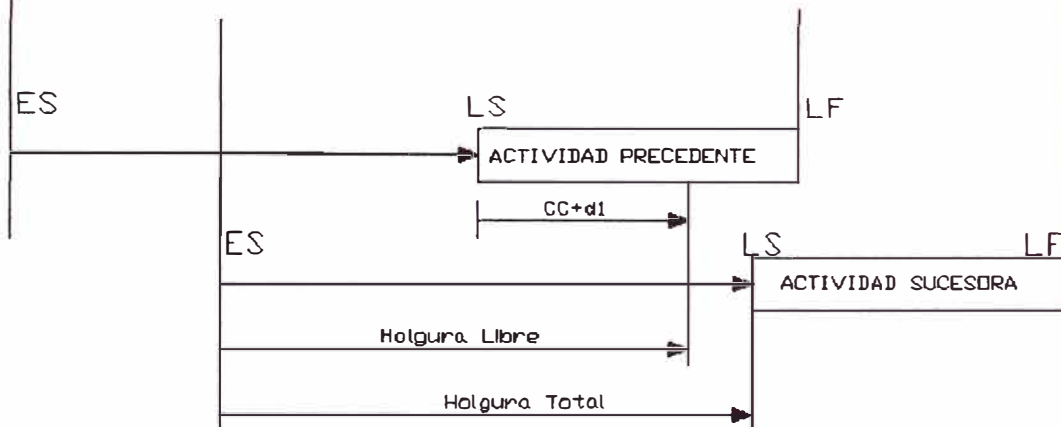 ES
LS
LF
ACTIVIDAD PRECEDENTE
CC+d1
ES
LS
LF
ACTIVIDAD SUCESORA
Holgura Libre
Holgura Total